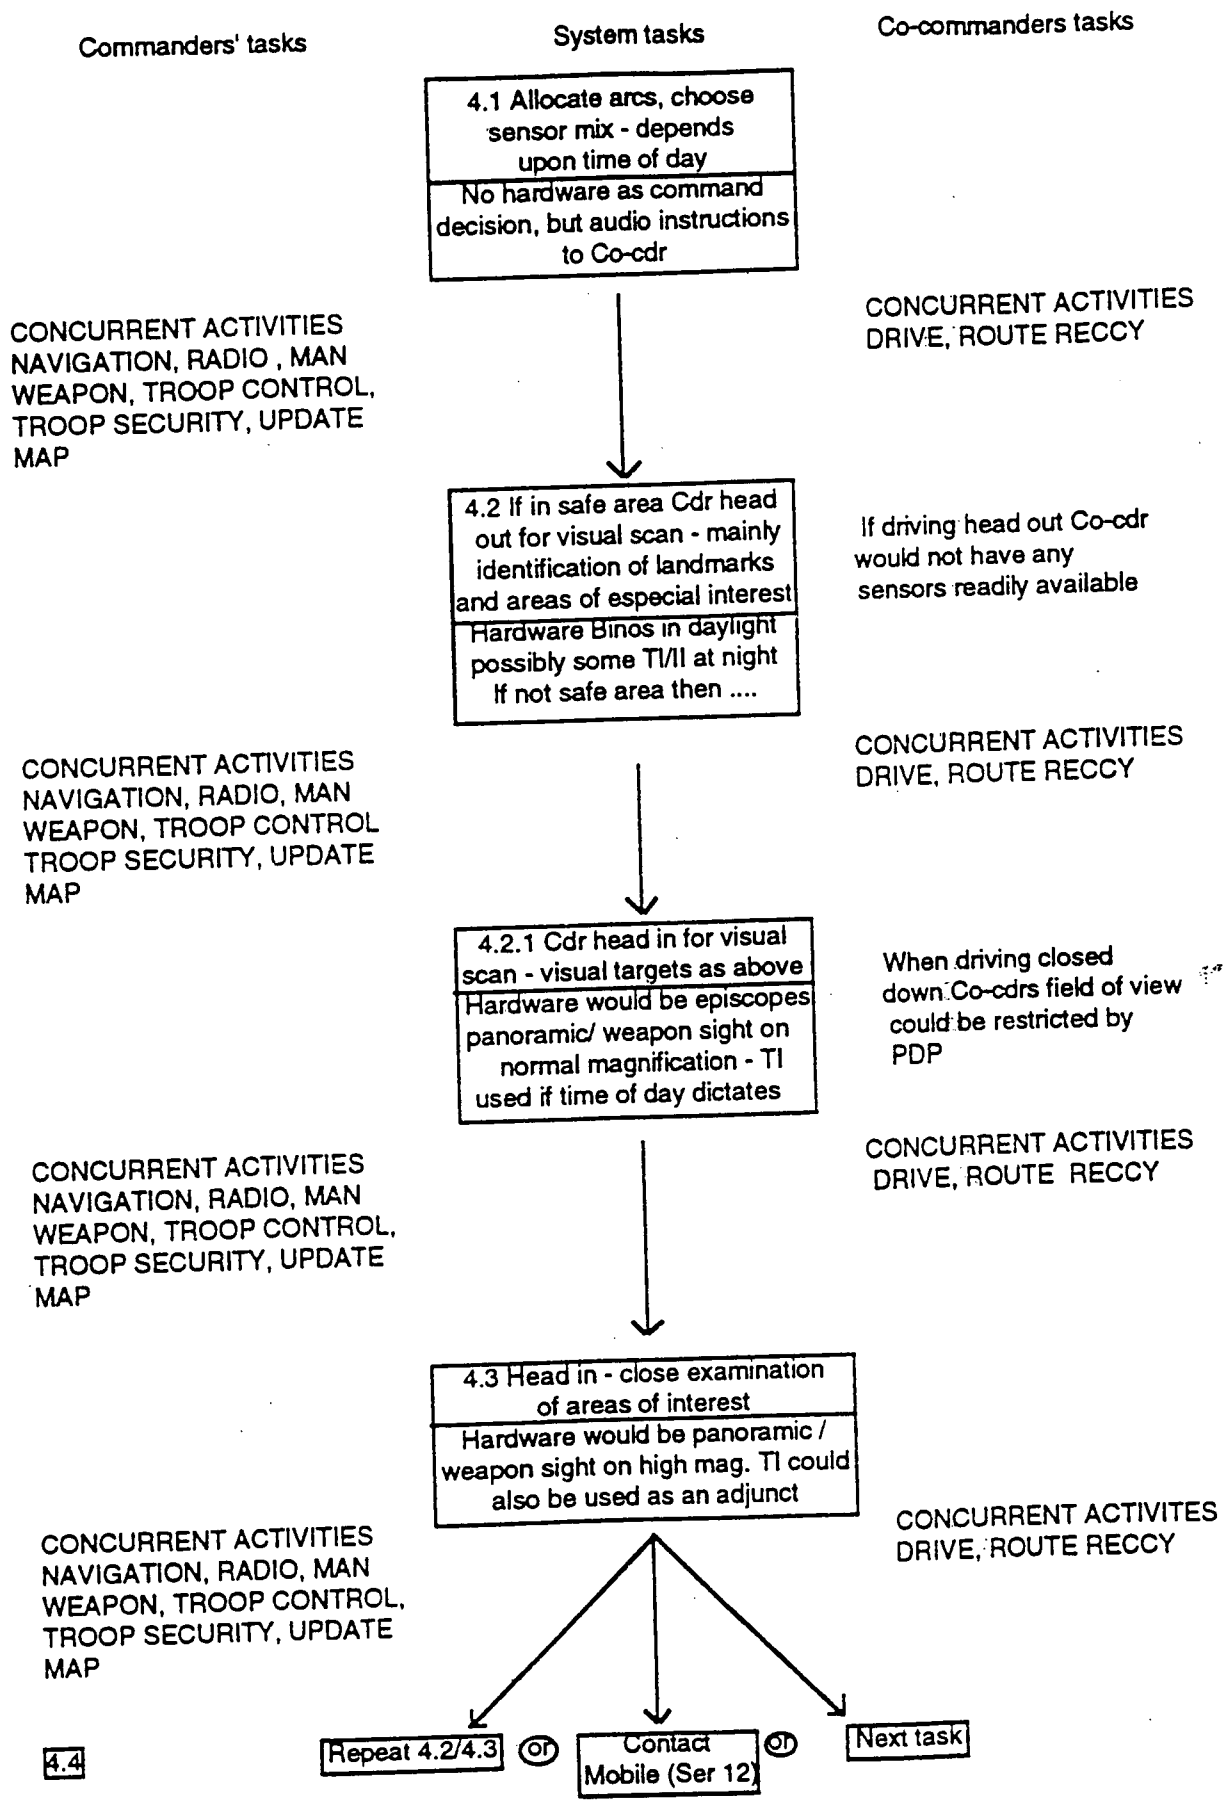 Commanders' tasks
System tasks
Co-commanders tasks
4.1 Allocate arcs, choose
sensor mix - depends
upon time of day
No hardware as command
decision, but audio instructions
to Co-cdr
CONCURRENT ACTIVITIES
NAVIGATION, RADIO , MAN
WEAPON, TROOP CONTROL,
TROOP SECURITY, UPDATE
MAP
CONCURRENT ACTIVITIES
DRIVE, ROUTE RECCY
4.2 If in safe area Cdr head
out for visual scan - mainly
identification of landmarks
and areas of especial interest
Hardware Binos in daylight
possibly some TI/II at night
If not safe area then ....
If driving head out Co-cdr
would not have any
sensors readily available
CONCURRENT ACTIVITIES
NAVIGATION, RADIO, MAN
WEAPON, TROOP CONTROL
TROOP SECURITY, UPDATE
MAP
CONCURRENT ACTIVITIES
DRIVE, ROUTE RECCY
4.2.1 Cdr head in for visual
scan - visual targets as above
Hardware would be episcopes
panoramic/ weapon sight on
normal magnification - TI
used if time of day dictates
When driving closed
down Co-cdrs field of view
could be restricted by
PDP
CONCURRENT ACTIVITIES
NAVIGATION, RADIO, MAN
WEAPON, TROOP CONTROL,
TROOP SECURITY, UPDATE
MAP
CONCURRENT ACTIVITIES
DRIVE, ROUTE RECCY
4.3 Head in - close examination
of areas of interest
Hardware would be panoramic /
weapon sight on high mag. TI could
also be used as an adjunct
CONCURRENT ACTIVITIES
NAVIGATION, RADIO, MAN
WEAPON, TROOP CONTROL,
TROOP SECURITY, UPDATE
MAP
CONCURRENT ACTIVITES
DRIVE, ROUTE RECCY
4.4
Repeat 4.2/4.3
or
Contact
Mobile (Ser 12)
or
Next task